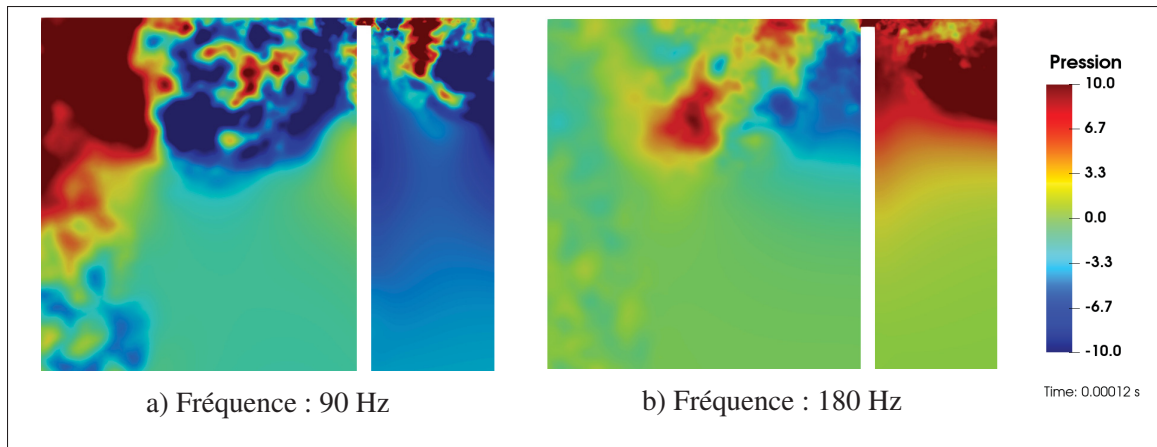 Pression
10.0
6.7
3.3
0.0
-3.3
-6.7
-10.0
Time: 0.00012 s
a) Fréquence : 90 Hz
b) Fréquence : 180 Hz